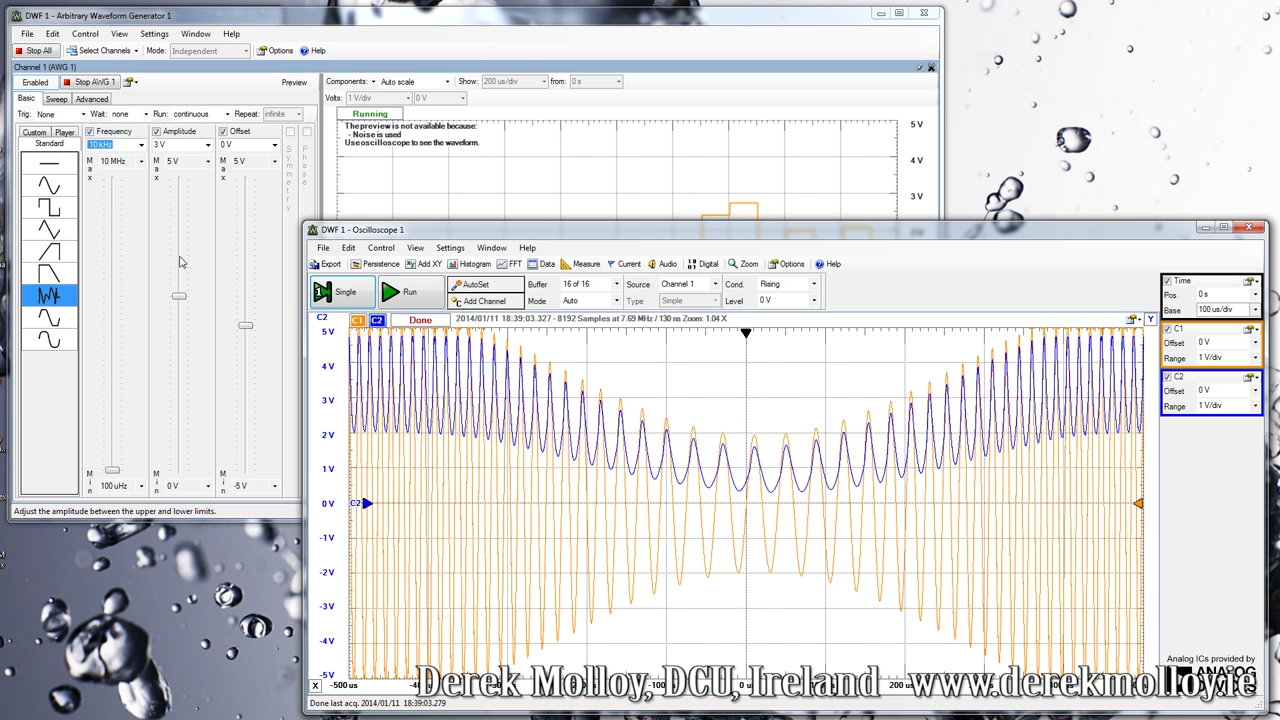 DWF 1 - Arbitrary Waveform Generator 1
File Edit Control View Settings Window Help
Stop All Select Channels Mode: Independent Options Help
Channel 1 (AWG 1)
Enabled Stop AWG 1 Preview
Basic Sweep Advanced
Trig: None Wait: none Run: continuous Repeat: infinite
Custom Player Frequency Amplitude Offset
Standard 10 kHz 3 V 0 V
Max 10 MHz Max 5 V Max 5 V
Symmetry Phase
Min 100 uHz Min 0 V Min -5 V
Adjust the amplitude between the upper and lower limits.
Components: Auto scale Show: 200 us/div from: 0 s
Volts: 1 V/div 0 V
Running
The preview is not available because:
- Noise is used
Use oscilloscope to see the waveform.
5 V
4 V
3 V
DWF 1 - Oscilloscope 1
File Edit Control View Settings Window Help
Export Persistence Add XY Histogram FFT Data Measure Current Audio Digital Zoom Options Help
Single Run AutoSet Buffer 16 of 16 Source Channel 1 Cond. Rising
Add Channel Mode Auto Type Simple Level 0 V
C2 C1 C2 Done 2014/01/11 18:39:03.327 - 8192 Samples at 7.69 MHz / 130 ns Zoom: 1.04 X Y
5 V
4 V
3 V
2 V
1 V
0 V C2
-1 V
-2 V
-3 V
-4 V
-5 V
X -500 us 0 us 200 us
Time
Pos. 0 s
Base 100 us/div
C1
Offset 0 V
Range 1 V/div
C2
Offset 0 V
Range 1 V/div
Analog ICs provided by
Derek Molloy, DCU, Ireland www.derekmolloy.ie
Done last acq. 2014/01/11 18:39:03.279